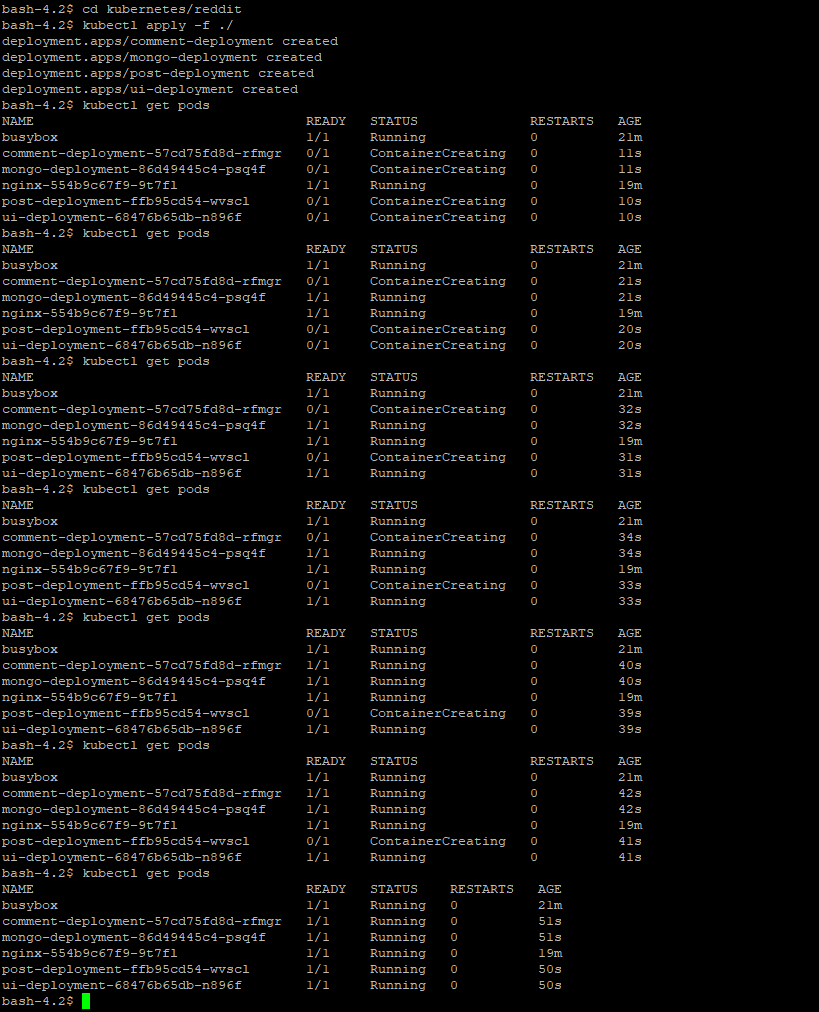 bash-4.2$ cd kubernetes/reddit
bash-4.2$ kubectl apply -f ./
deployment.apps/comment-deployment created
deployment.apps/mongo-deployment created
deployment.apps/post-deployment created
deployment.apps/ui-deployment created
bash-4.2$ kubectl get pods
NAME READY STATUS RESTARTS AGE
busybox 1/1 Running 0 21m
comment-deployment-57cd75fd8d-rfmgr 0/1 ContainerCreating 0 11s
mongo-deployment-86d49445c4-psq4f 0/1 ContainerCreating 0 11s
nginx-554b9c67f9-9t7fl 1/1 Running 0 19m
post-deployment-ffb95cd54-wvscl 0/1 ContainerCreating 0 10s
ui-deployment-68476b65db-n896f 0/1 ContainerCreating 0 10s
bash-4.2$ kubectl get pods
NAME READY STATUS RESTARTS AGE
busybox 1/1 Running 0 21m
comment-deployment-57cd75fd8d-rfmgr 0/1 ContainerCreating 0 21s
mongo-deployment-86d49445c4-psq4f 1/1 Running 0 21s
nginx-554b9c67f9-9t7fl 1/1 Running 0 19m
post-deployment-ffb95cd54-wvscl 0/1 ContainerCreating 0 20s
ui-deployment-68476b65db-n896f 0/1 ContainerCreating 0 20s
bash-4.2$ kubectl get pods
NAME READY STATUS RESTARTS AGE
busybox 1/1 Running 0 21m
comment-deployment-57cd75fd8d-rfmgr 0/1 ContainerCreating 0 32s
mongo-deployment-86d49445c4-psq4f 1/1 Running 0 32s
nginx-554b9c67f9-9t7fl 1/1 Running 0 19m
post-deployment-ffb95cd54-wvscl 0/1 ContainerCreating 0 31s
ui-deployment-68476b65db-n896f 1/1 Running 0 31s
bash-4.2$ kubectl get pods
NAME READY STATUS RESTARTS AGE
busybox 1/1 Running 0 21m
comment-deployment-57cd75fd8d-rfmgr 0/1 ContainerCreating 0 34s
mongo-deployment-86d49445c4-psq4f 1/1 Running 0 34s
nginx-554b9c67f9-9t7fl 1/1 Running 0 19m
post-deployment-ffb95cd54-wvscl 0/1 ContainerCreating 0 33s
ui-deployment-68476b65db-n896f 1/1 Running 0 33s
bash-4.2$ kubectl get pods
NAME READY STATUS RESTARTS AGE
busybox 1/1 Running 0 21m
comment-deployment-57cd75fd8d-rfmgr 1/1 Running 0 40s
mongo-deployment-86d49445c4-psq4f 1/1 Running 0 40s
nginx-554b9c67f9-9t7fl 1/1 Running 0 19m
post-deployment-ffb95cd54-wvscl 0/1 ContainerCreating 0 39s
ui-deployment-68476b65db-n896f 1/1 Running 0 39s
bash-4.2$ kubectl get pods
NAME READY STATUS RESTARTS AGE
busybox 1/1 Running 0 21m
comment-deployment-57cd75fd8d-rfmgr 1/1 Running 0 42s
mongo-deployment-86d49445c4-psq4f 1/1 Running 0 42s
nginx-554b9c67f9-9t7fl 1/1 Running 0 19m
post-deployment-ffb95cd54-wvscl 0/1 ContainerCreating 0 41s
ui-deployment-68476b65db-n896f 1/1 Running 0 41s
bash-4.2$ kubectl get pods
NAME READY STATUS RESTARTS AGE
busybox 1/1 Running 0 21m
comment-deployment-57cd75fd8d-rfmgr 1/1 Running 0 51s
mongo-deployment-86d49445c4-psq4f 1/1 Running 0 51s
nginx-554b9c67f9-9t7fl 1/1 Running 0 19m
post-deployment-ffb95cd54-wvscl 1/1 Running 0 50s
ui-deployment-68476b65db-n896f 1/1 Running 0 50s
bash-4.2$